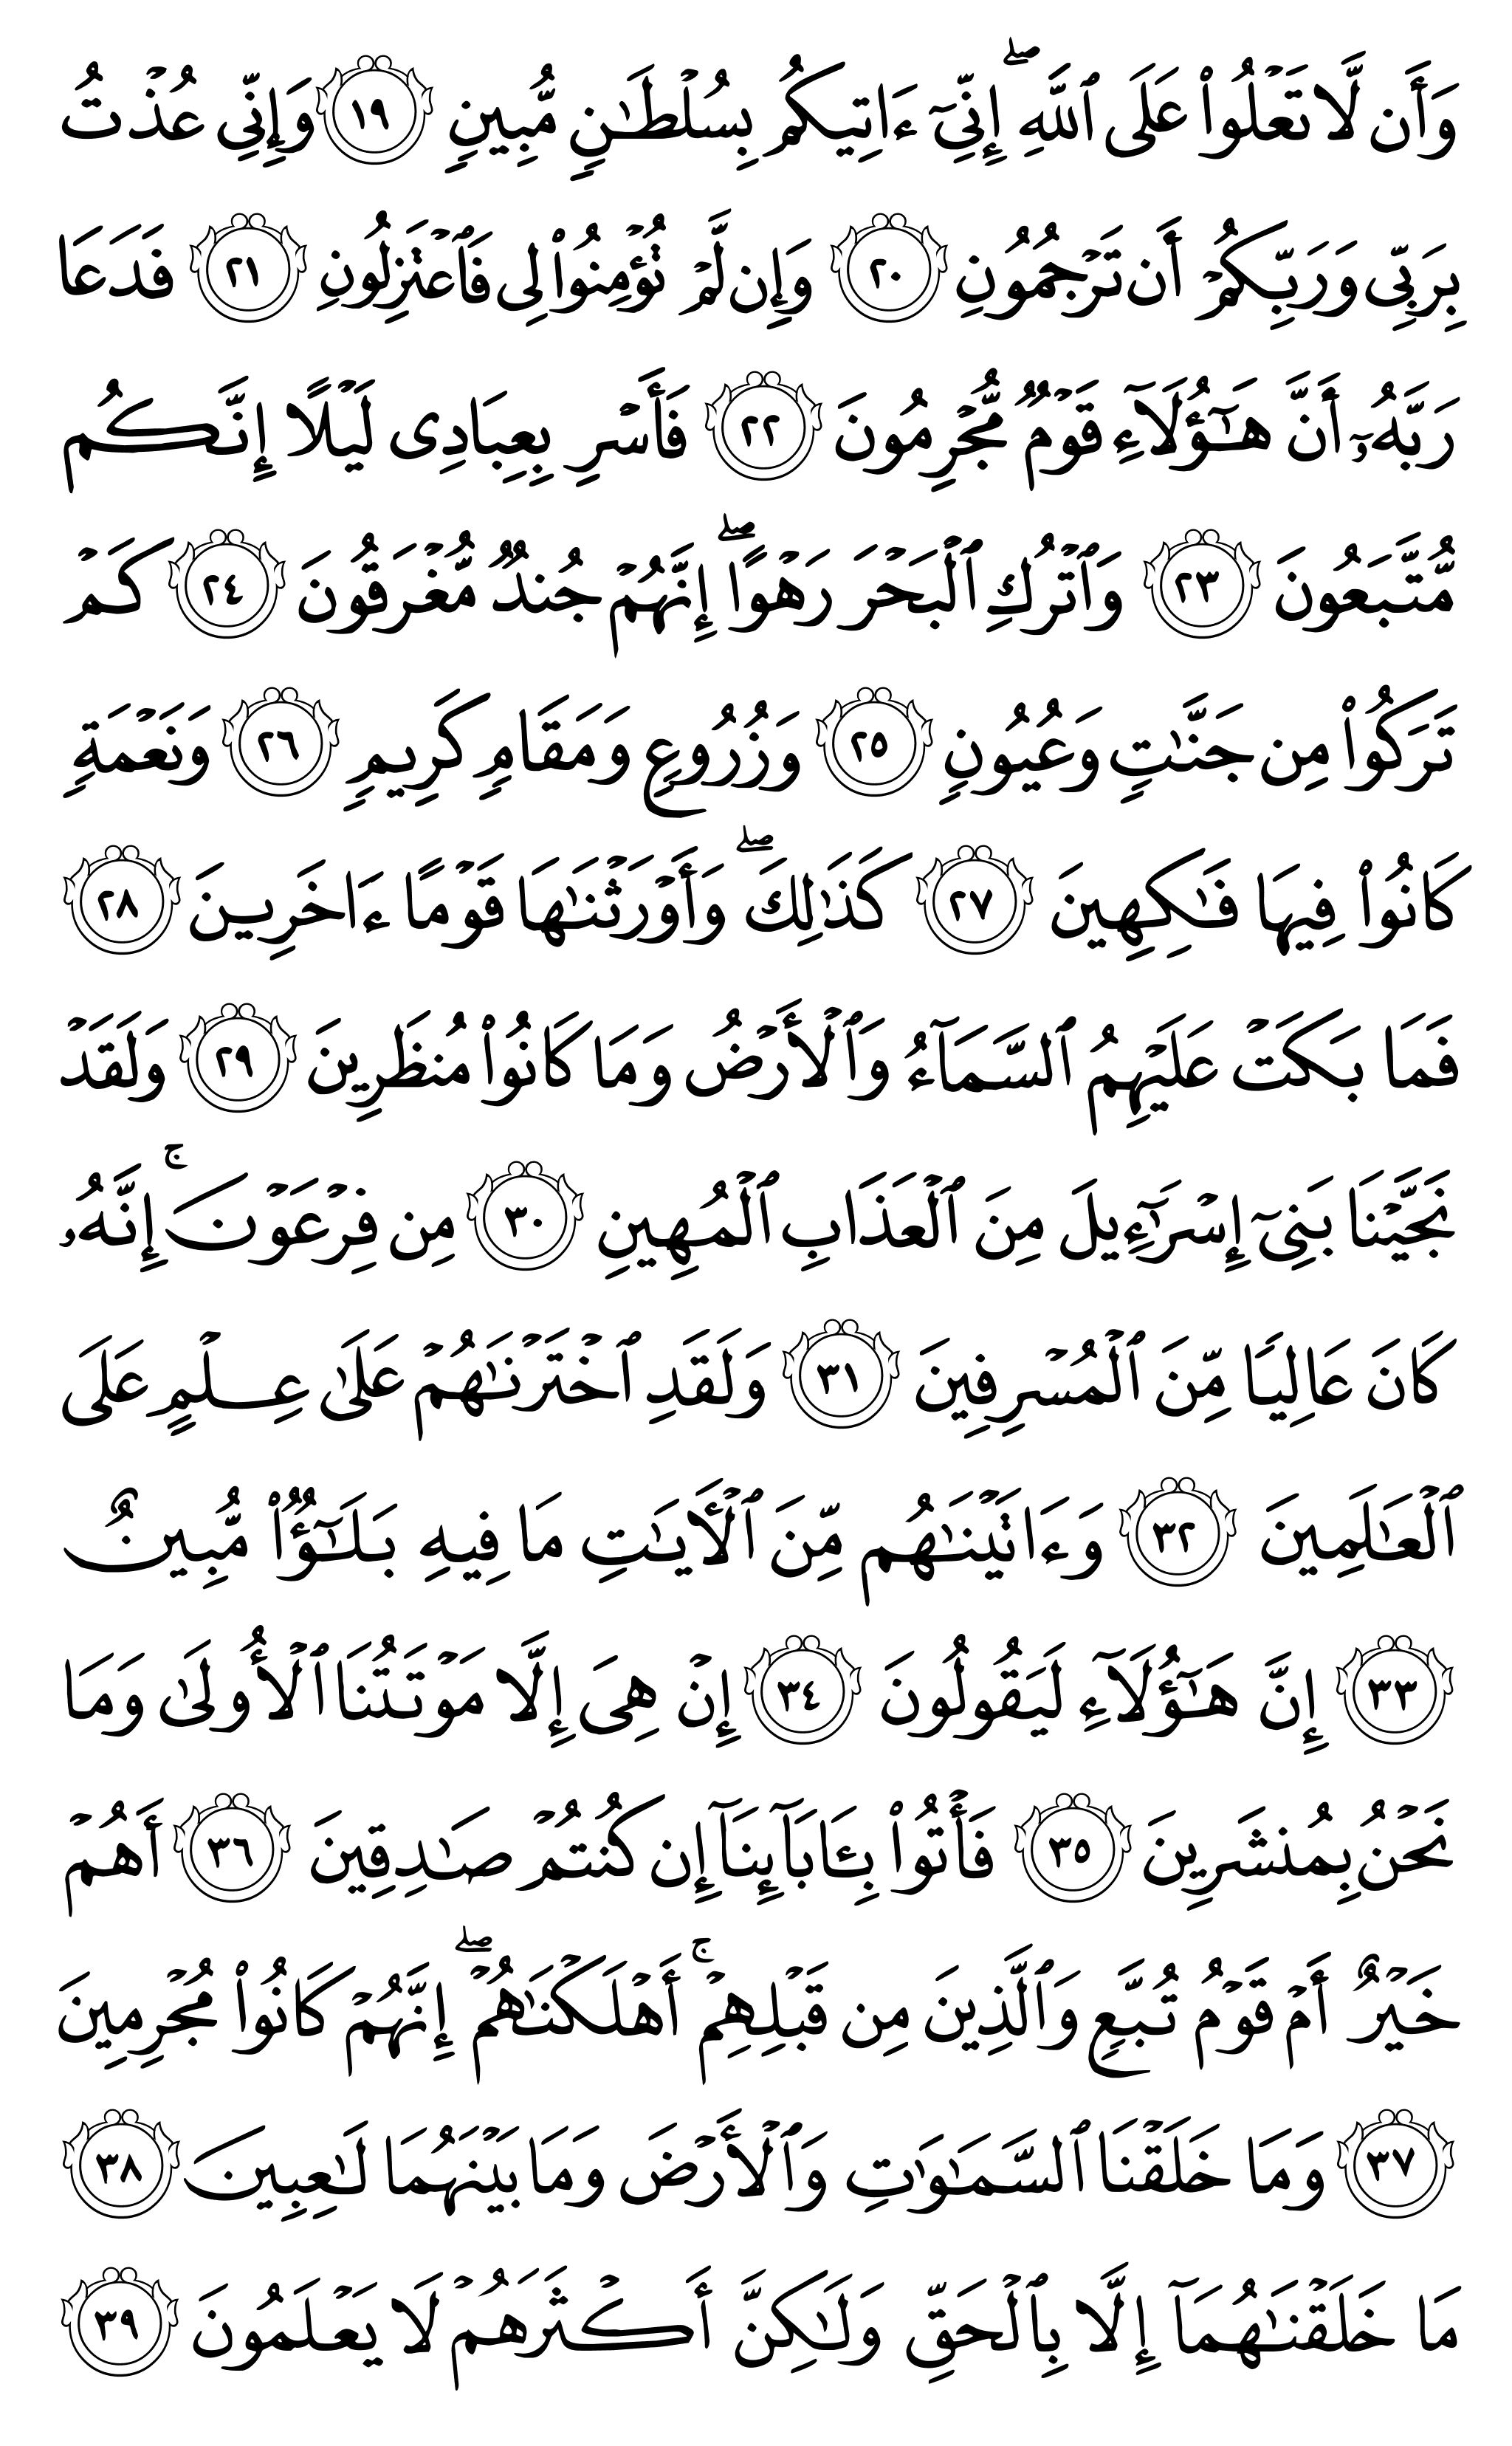 وَأَن لَّا تَعۡلُواْ عَلَى ٱللَّهِۖ إِنِّيٓ ءَاتِيكُم بِسُلۡطَٰنٖ مُّبِينٖ ١٩ وَإِنِّي عُذۡتُ
بِرَبِّي وَرَبِّكُمۡ أَن تَرۡجُمُونِ ٢٠ وَإِن لَّمۡ تُؤۡمِنُواْ لِي فَٱعۡتَزِلُونِ ٢١ فَدَعَا
رَبَّهُۥٓ أَنَّ هَٰٓؤُلَآءِ قَوۡمٞ مُّجۡرِمُونَ ٢٢ فَأَسۡرِ بِعِبَادِي لَيۡلًا إِنَّكُم
مُّتَّبَعُونَ ٢٣ وَٱتۡرُكِ ٱلۡبَحۡرَ رَهۡوًاۖ إِنَّهُمۡ جُندٞ مُّغۡرَقُونَ ٢٤ كَمۡ
تَرَكُواْ مِن جَنَّٰتٖ وَعُيُونٖ ٢٥ وَزُرُوعٖ وَمَقَامٖ كَرِيمٖ ٢٦ وَنَعۡمَةٖ
كَانُواْ فِيهَا فَٰكِهِينَ ٢٧ كَذَٰلِكَۖ وَأَوۡرَثۡنَٰهَا قَوۡمًا ءَاخَرِينَ ٢٨
فَمَا بَكَتۡ عَلَيۡهِمُ ٱلسَّمَآءُ وَٱلۡأَرۡضُ وَمَا كَانُواْ مُنظَرِينَ ٢٩ وَلَقَدۡ
نَجَّيۡنَا بَنِيٓ إِسۡرَٰٓءِيلَ مِنَ ٱلۡعَذَابِ ٱلۡمُهِينِ ٣٠ مِن فِرۡعَوۡنَۚ إِنَّهُۥ
كَانَ عَالِيٗا مِّنَ ٱلۡمُسۡرِفِينَ ٣١ وَلَقَدِ ٱخۡتَرۡنَٰهُمۡ عَلَىٰ عِلۡمٍ عَلَى
ٱلۡعَٰلَمِينَ ٣٢ وَءَاتَيۡنَٰهُم مِّنَ ٱلۡأٓيَٰتِ مَا فِيهِ بَلَٰٓؤٞاْ مُّبِينٌ
٣٣ إِنَّ هَٰٓؤُلَآءِ لَيَقُولُونَ ٣٤ إِنۡ هِيَ إِلَّا مَوۡتَتُنَا ٱلۡأُولَىٰ وَمَا
نَحۡنُ بِمُنشَرِينَ ٣٥ فَأۡتُواْ بِـَٔابَآئِنَآ إِن كُنتُمۡ صَٰدِقِينَ ٣٦ أَهُمۡ
خَيۡرٌ أَمۡ قَوۡمُ تُبَّعٖ وَٱلَّذِينَ مِن قَبۡلِهِمۡۚ أَهۡلَكۡنَٰهُمۡۖ إِنَّهُمۡ كَانُواْ مُجۡرِمِينَ
٣٧ وَمَا خَلَقۡنَا ٱلسَّمَٰوَٰتِ وَٱلۡأَرۡضَ وَمَا بَيۡنَهُمَا لَٰعِبِينَ ٣٨
مَا خَلَقۡنَٰهُمَآ إِلَّا بِٱلۡحَقِّ وَلَٰكِنَّ أَكۡثَرَهُمۡ لَا يَعۡلَمُونَ ٣٩